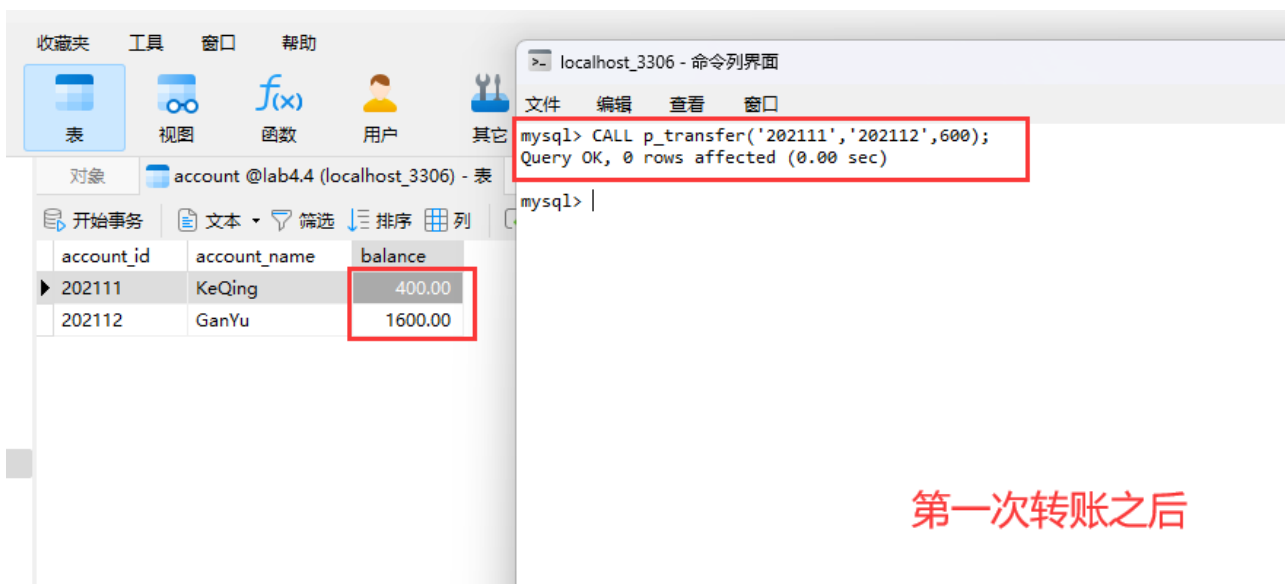 收藏夹 工具 窗口 帮助
表 视图 函数 用户 其它
f(x)
对象 account @lab4.4 (localhost_3306) - 表
开始事务 文本 筛选 排序 列
account_id account_name balance
202111 KeQing 400.00
202112 GanYu 1600.00
localhost_3306 - 命令列界面
文件 编辑 查看 窗口
mysql> CALL p_transfer('202111','202112',600);
Query OK, 0 rows affected (0.00 sec)
mysql>
第一次转账之后